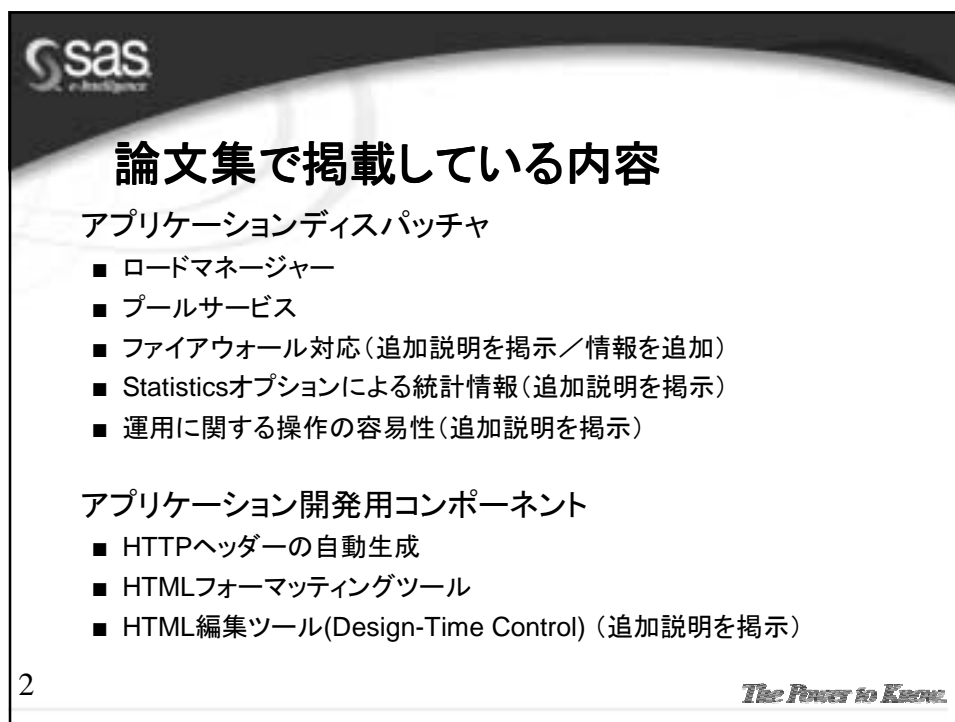 sas
e-Intelligence
論文集で掲載している内容
アプリケーションディスパッチャ
■ ロードマネージャー
■ プールサービス
■ ファイアウォール対応（追加説明を掲示／情報を追加）
■ Statisticsオプションによる統計情報（追加説明を掲示）
■ 運用に関する操作の容易性（追加説明を掲示）
アプリケーション開発用コンポーネント
■ HTTPヘッダーの自動生成
■ HTMLフォーマッティングツール
■ HTML編集ツール(Design-Time Control)（追加説明を掲示）
2
The Power to Know.